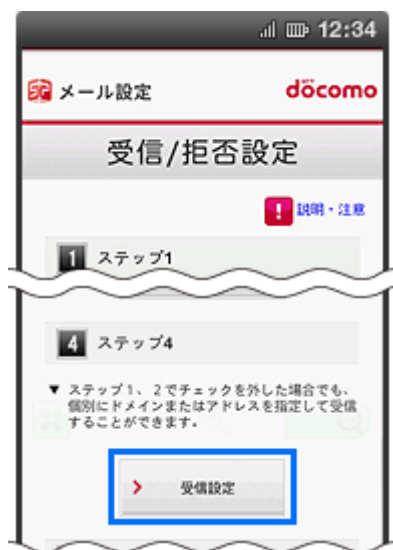 12:34
メール設定
döcomo
受信/拒否設定
! 説明・注意
1 ステップ1
4 ステップ4
▼ ステップ1、2でチェックを外した場合でも、
個別にドメインまたはアドレスを指定して受信
することができます。
受信設定